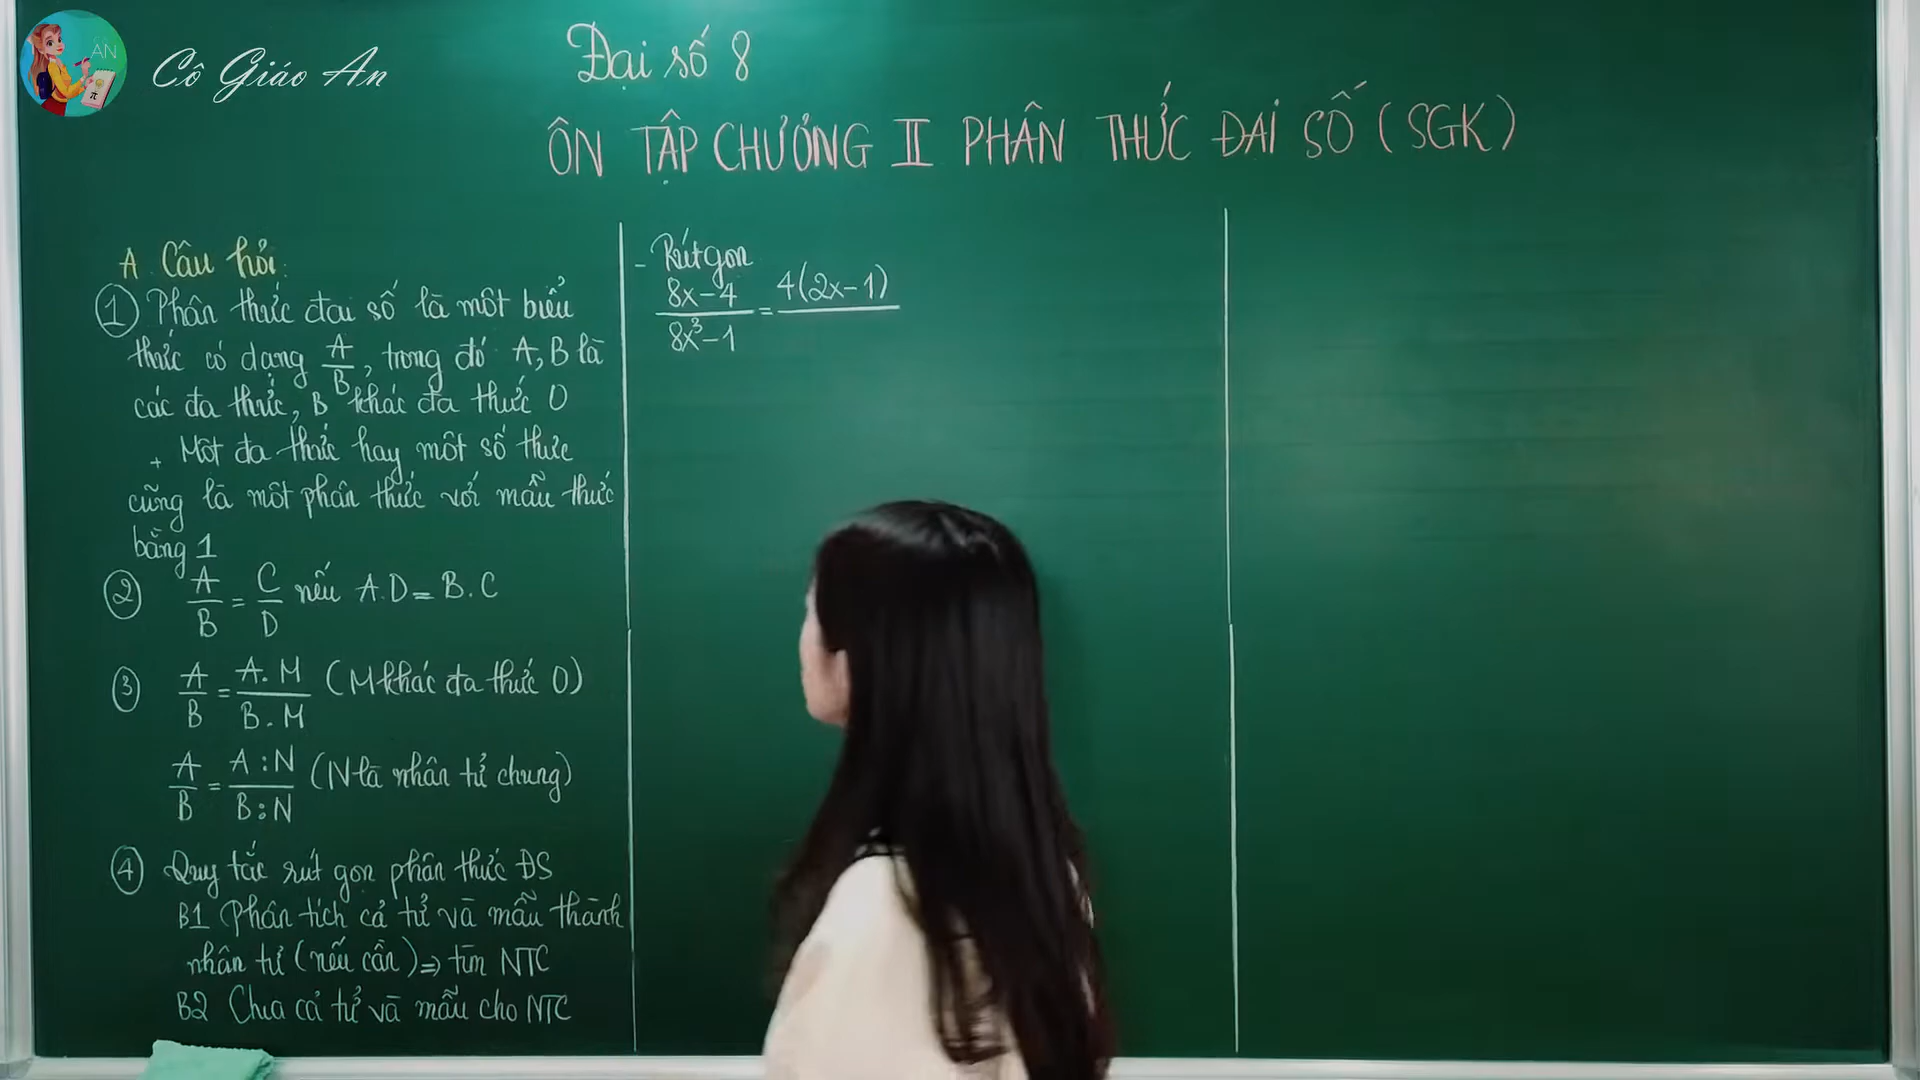 AN
Cô Giáo An
Đại số 8
ÔN TẬP CHƯƠNG II PHÂN THỨC ĐẠI SỐ (SGK)
A. Câu hỏi:
① Phân thức đại số là một biểu
thức có dạng A/B, trong đó A, B là
các đa thức, B khác đa thức 0
+ Một đa thức hay một số thực
cũng là một phân thức với mẫu thức
bằng 1
② A/B = C/D nếu A.D = B.C
③ A/B = A.M/B.M (M khác đa thức 0)
A/B = A:N/B:N (N là nhân tử chung)
④ Quy tắc rút gọn phân thức ĐS
B1 Phân tích cả tử và mẫu thành
nhân tử (nếu cần) => tìm NTC
B2 Chia cả tử và mẫu cho NTC
- Rút gọn
8x-4/8x³-1 = 4(2x-1)